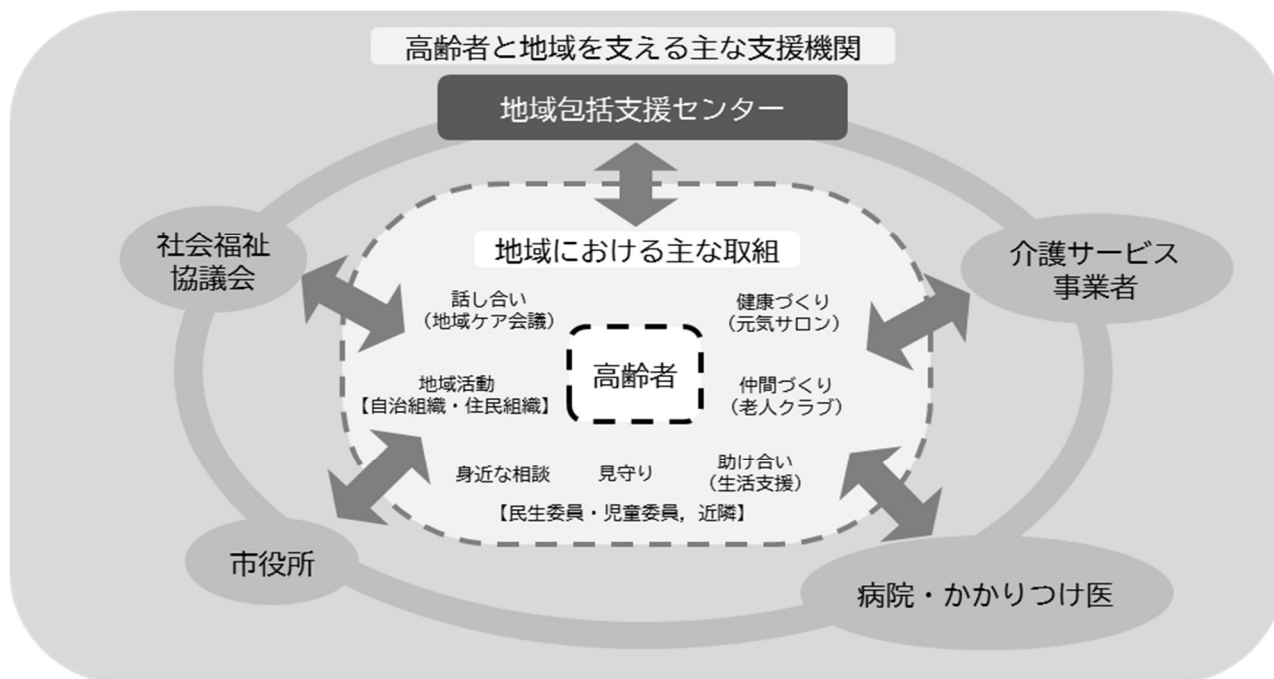 高齢者と地域を支える主な支援機関
地域包括支援センター
社会福祉
協議会
介護サービス
事業者
地域における主な取組
話し合い
（地域ケア会議）
健康づくり
（元気サロン）
高齢者
地域活動
【自治組織・住民組織】
仲間づくり
（老人クラブ）
身近な相談
見守り
助け合い
（生活支援）
【民生委員・児童委員，近隣】
市役所
病院・かかりつけ医